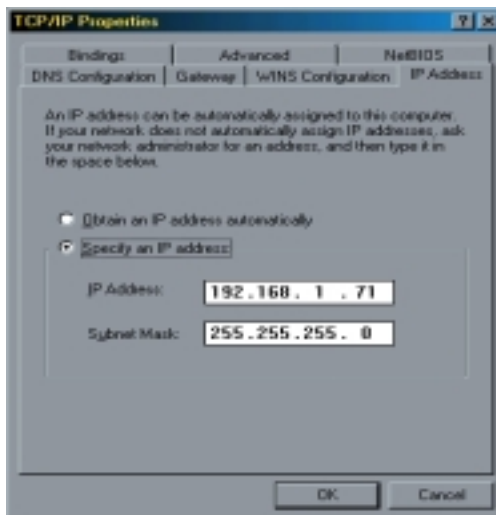 TCP/IP Properties
? X
Bindings Advanced NetBIOS
DNS Configuration Gateway WINS Configuration IP Address
An IP address can be automatically assigned to this computer.
If your network does not automatically assign IP addresses, ask
your network administrator for an address, and then type it in
the space below.
Obtain an IP address automatically
Specify an IP address:
IP Address: 192.168. 1 .71
Subnet Mask: 255.255.255. 0
OK Cancel